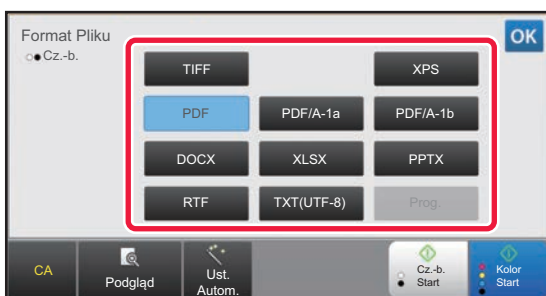 Format Pliku
OK
Cz.-b.
TIFF
XPS
PDF
PDF/A-1a
PDF/A-1b
DOCX
XLSX
PPTX
RTF
TXT(UTF-8)
Prog.
CA
Podgląd
Ust.
Autom.
Cz.-b.
Start
Kolor
Start